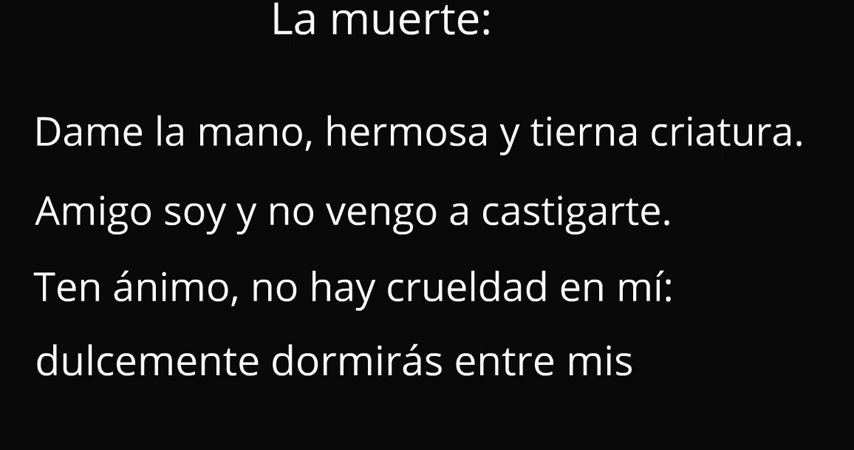 La muerte:
Dame la mano, hermosa y tierna criatura.
Amigo soy y no vengo a castigarte.
Ten ánimo, no hay crueldad en mí:
dulcemente dormirás entre mis